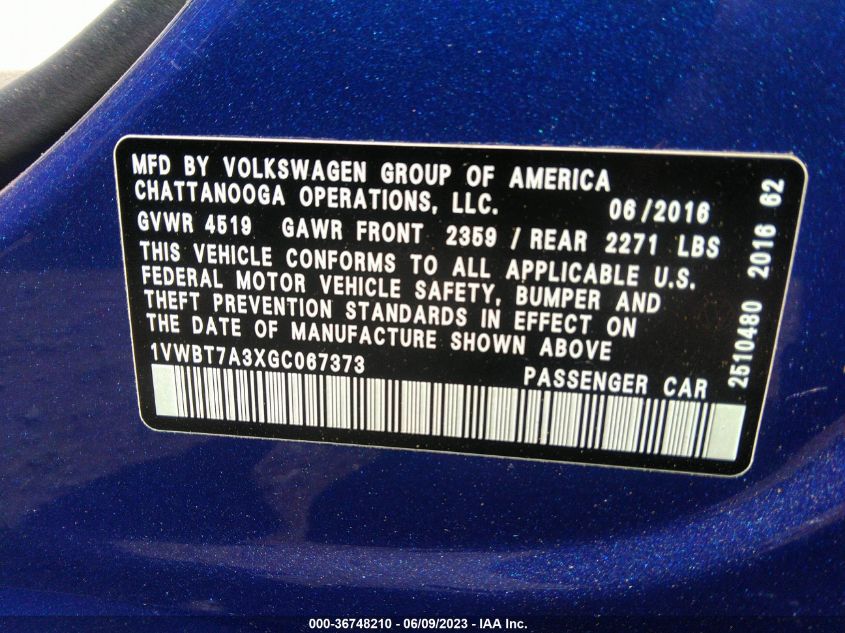 MFD BY VOLKSWAGEN GROUP OF AMERICA
CHATTANOOGA OPERATIONS, LLC. 06/2016
GVWR 4519 GAWR FRONT 2359 / REAR 2271 LBS
THIS VEHICLE CONFORMS TO ALL APPLICABLE U.S.
FEDERAL MOTOR VEHICLE SAFETY, BUMPER AND
THEFT PREVENTION STANDARDS IN EFFECT ON
THE DATE OF MANUFACTURE SHOWN ABOVE
1VWBT7A3XGC067373 PASSENGER CAR
2510480 2016 62
000-36748210 - 06/09/2023 - IAA Inc.